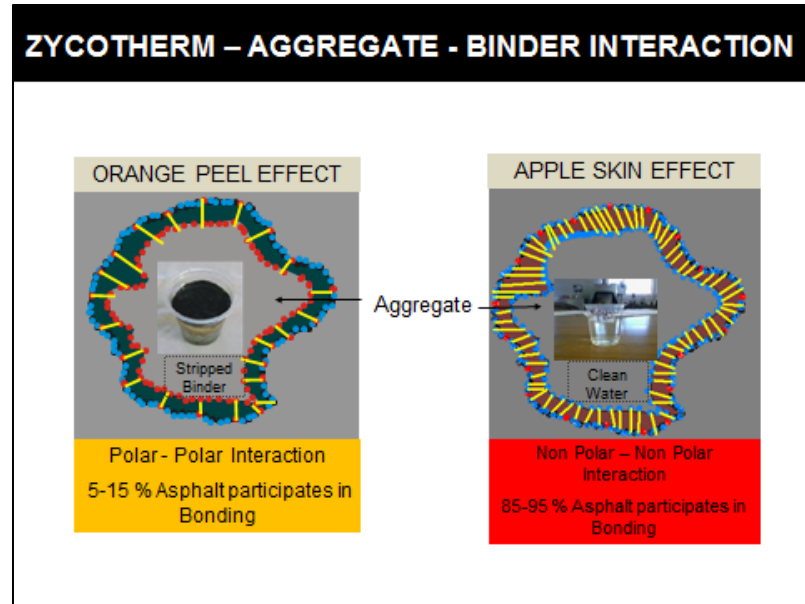 ZYCOTHERM – AGGREGATE - BINDER INTERACTION
ORANGE PEEL EFFECT
APPLE SKIN EFFECT
Aggregate
Stripped
Binder
Clean
Water
Polar - Polar Interaction
5-15 % Asphalt participates in
Bonding
Non Polar – Non Polar
Interaction
85-95 % Asphalt participates in
Bonding